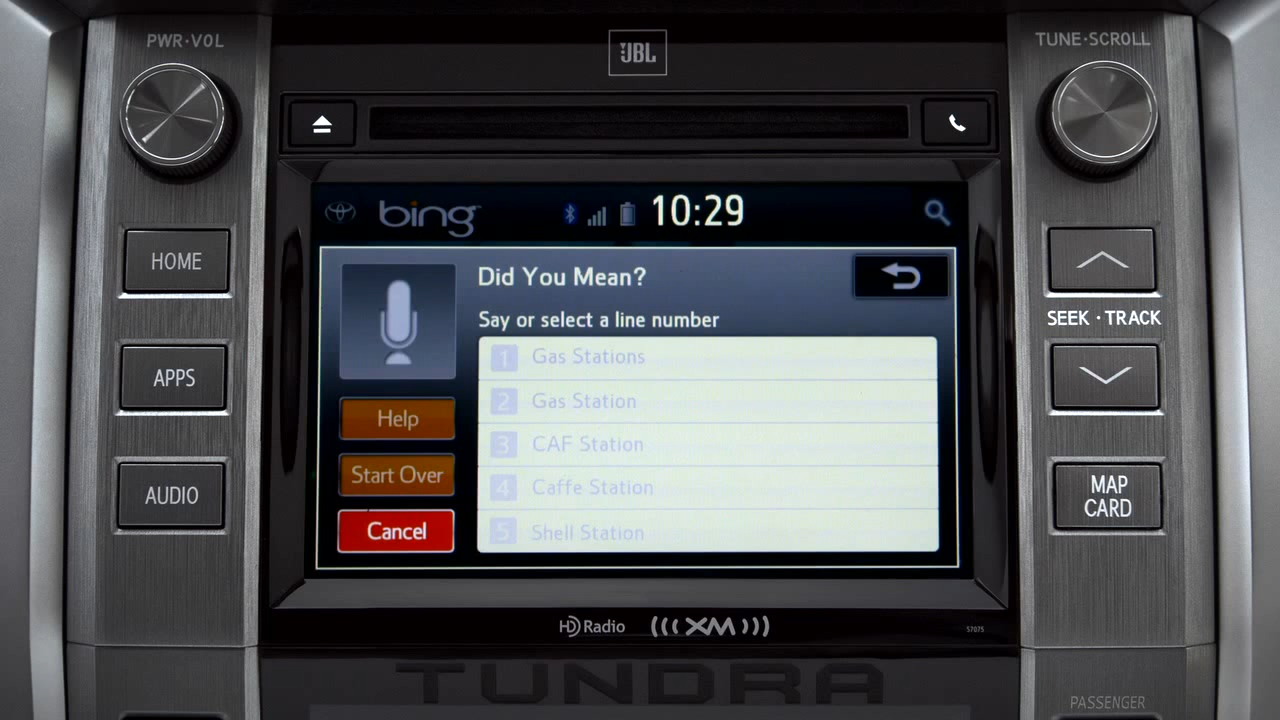 PWR·VOL
JBL
TUNE·SCROLL
bing
10:29
HOME
Did You Mean?
Say or select a line number
SEEK · TRACK
1 Gas Stations
APPS
2 Gas Station
Help
3 CAF Station
Start Over
4 Caffe Station
AUDIO
MAP
CARD
Cancel
5 Shell Station
HD Radio
((( XM )))
57075
TUNDRA
PASSENGER